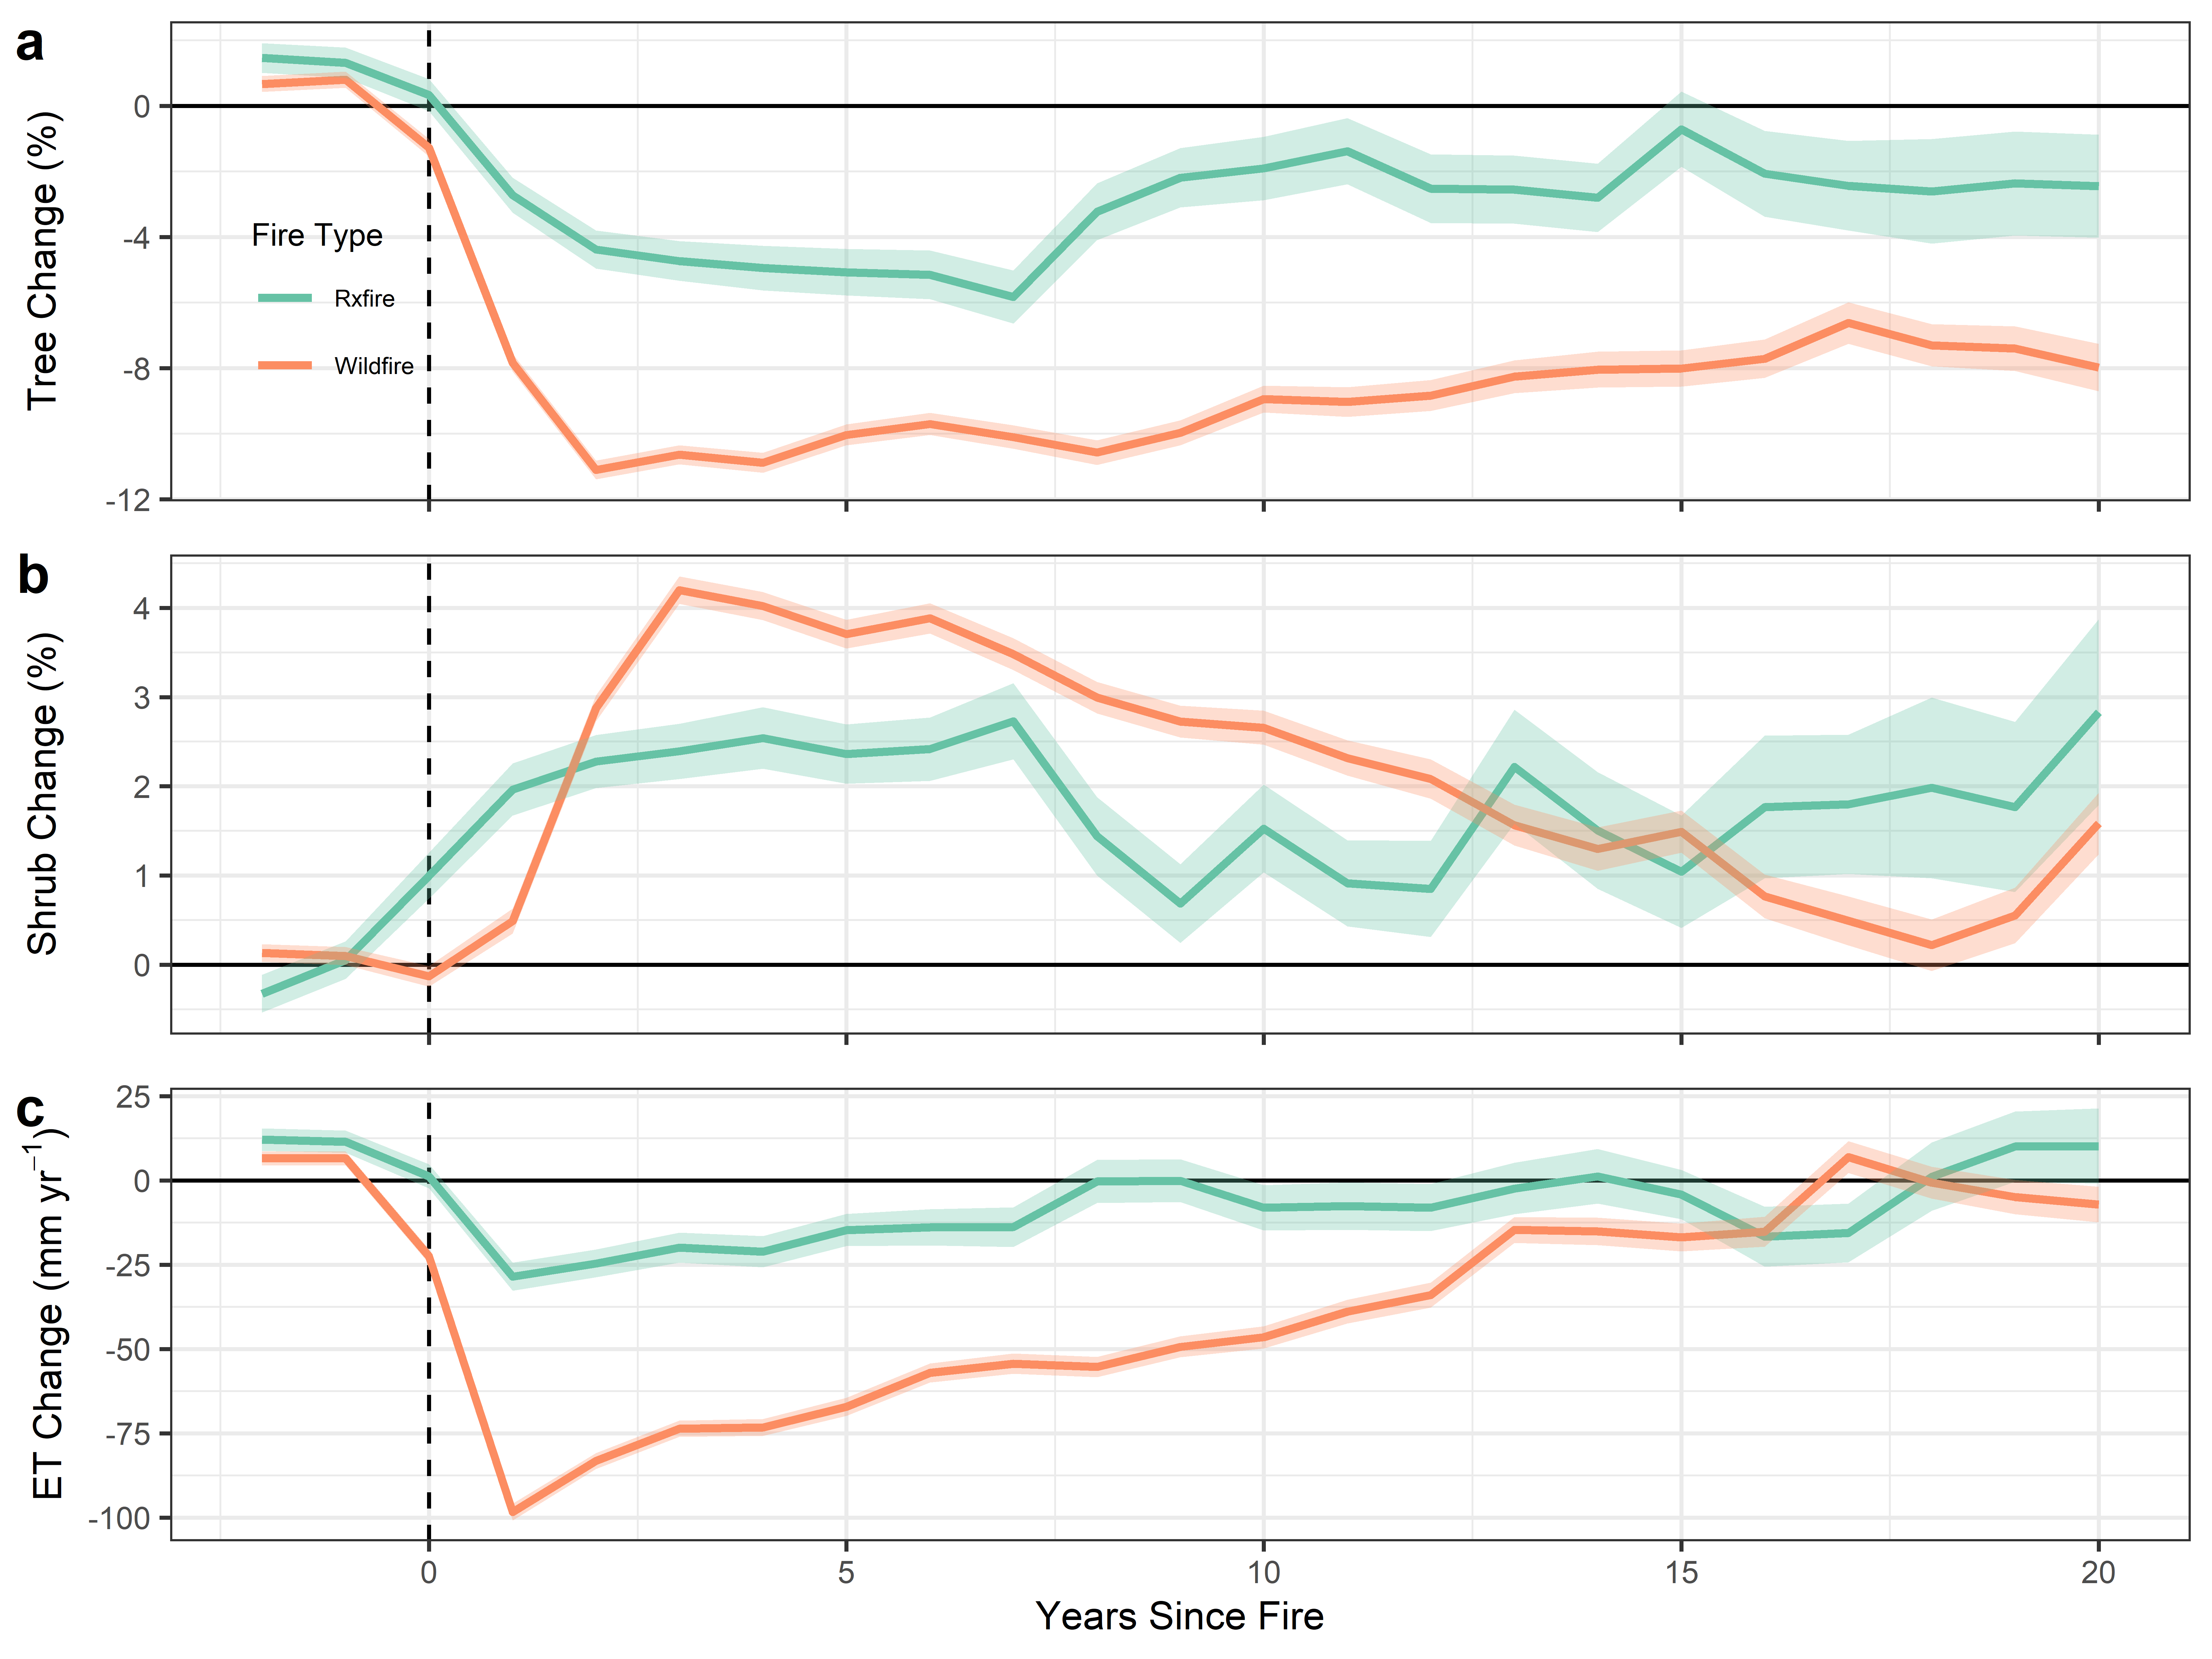 a
Tree Change (%)
0
-4
-8
-12
Fire Type
Rxfire
Wildfire
b
Shrub Change (%)
4
3
2
1
0
c
ET Change (mm yr⁻¹)
25
0
-25
-50
-75
-100
0 5 10 15 20
Years Since Fire